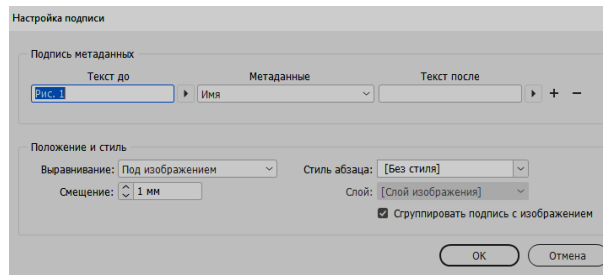 Настройка подписи
Подпись метаданных
Текст до Метаданные Текст после
Рис. 1 Имя
Положение и стиль
Выравнивание: Под изображением Стиль абзаца: [Без стиля]
Смещение: 1 мм Слой: [Слой изображения]
Сгруппировать подпись с изображением
OK Отмена